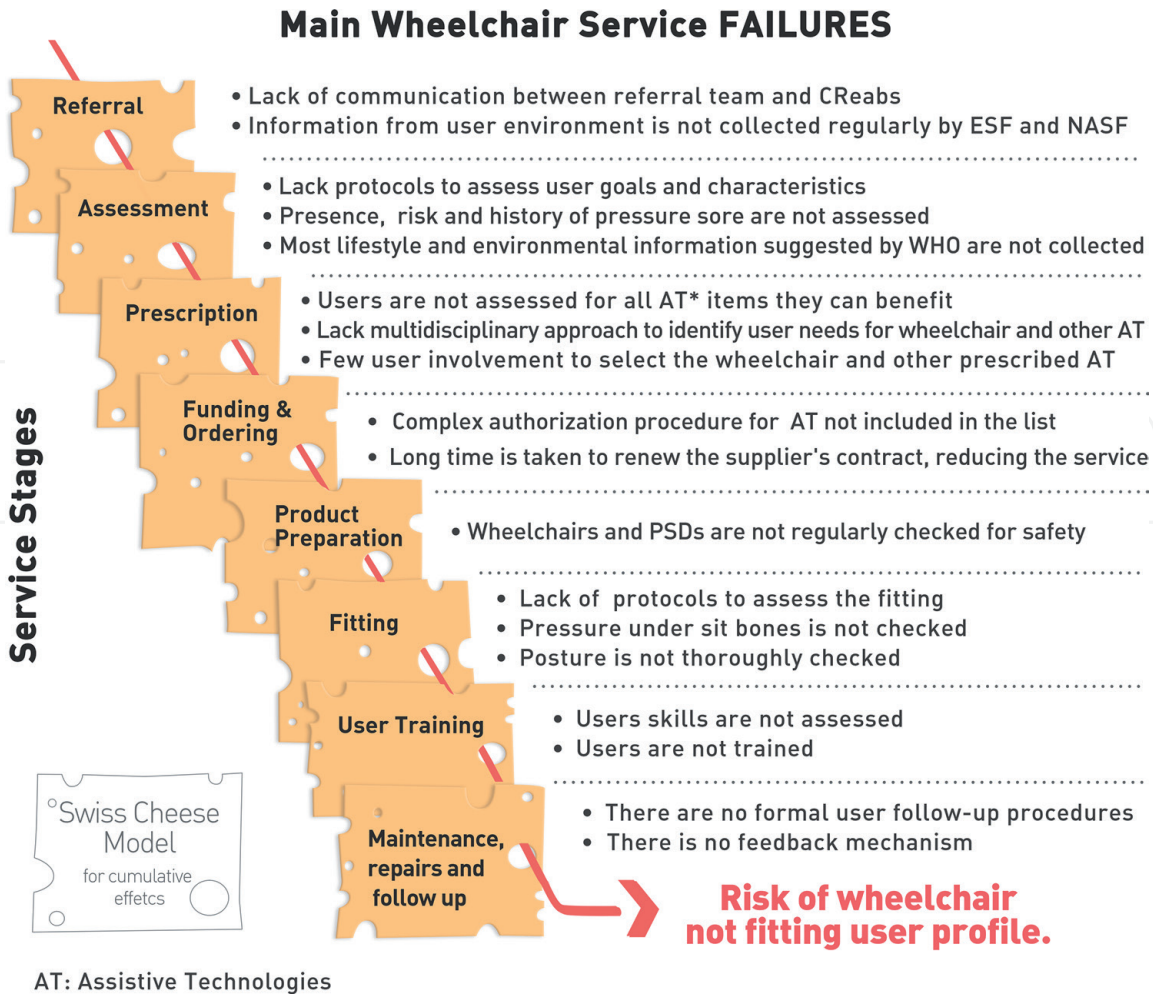 Main Wheelchair Service FAILURES
Referral
• Lack of communication between referral team and CReabs
• Information from user environment is not collected regularly by ESF and NASF
Assessment
• Lack protocols to assess user goals and characteristics
• Presence, risk and history of pressure sore are not assessed
• Most lifestyle and environmental information suggested by WHO are not collected
Prescription
• Users are not assessed for all AT* items they can benefit
• Lack multidisciplinary approach to identify user needs for wheelchair and other AT
• Few user involvement to select the wheelchair and other prescribed AT
Funding &
Ordering
• Complex authorization procedure for AT not included in the list
• Long time is taken to renew the supplier's contract, reducing the service
Product
Preparation
• Wheelchairs and PSDs are not regularly checked for safety
Fitting
• Lack of protocols to assess the fitting
• Pressure under sit bones is not checked
• Posture is not thoroughly checked
User Training
• Users skills are not assessed
• Users are not trained
Maintenance,
repairs and
follow up
• There are no formal user follow-up procedures
• There is no feedback mechanism
Risk of wheelchair
not fitting user profile.
Service Stages
Swiss Cheese
Model
for cumulative
effetcs
AT: Assistive Technologies